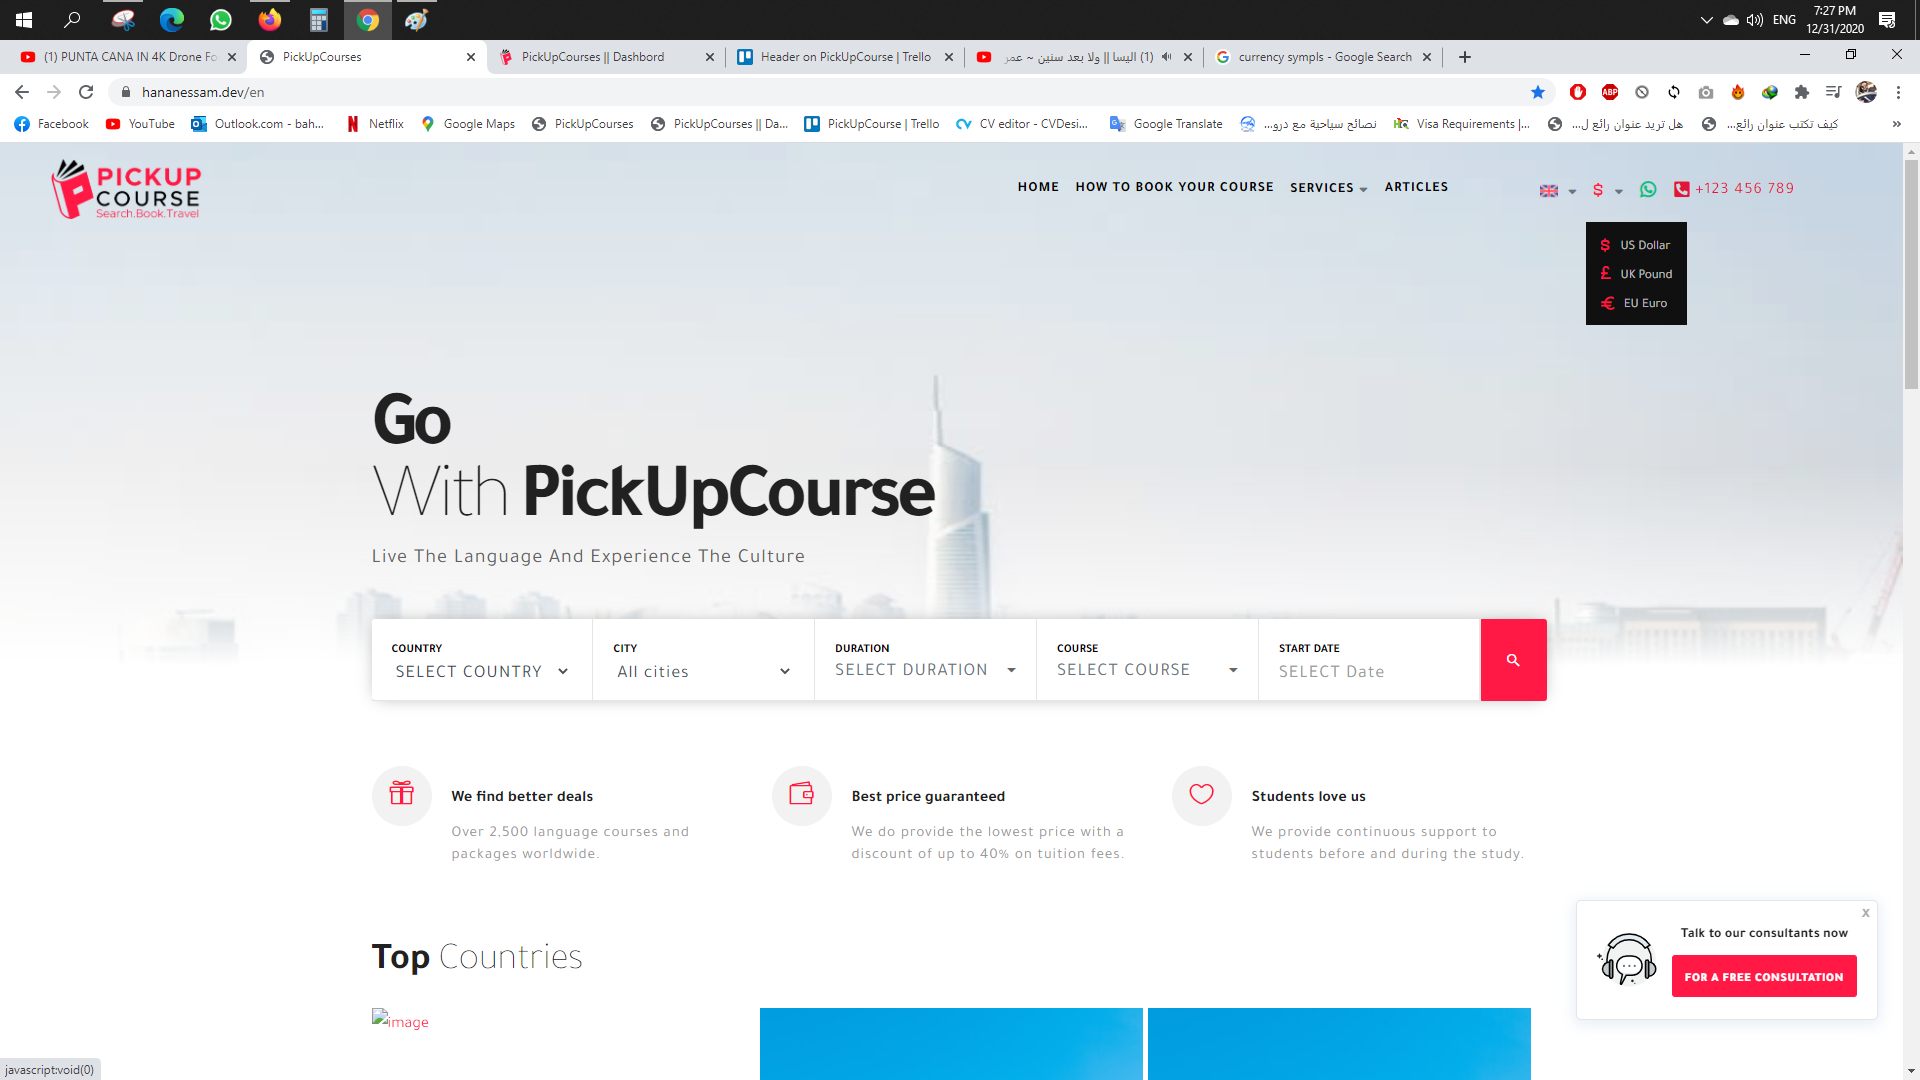 7:27 PM
ENG
12/31/2020
(1) PUNTA CANA IN 4K Drone Fo
PickUpCourses
PickUpCourses || Dashbord
Header on PickUpCourse | Trello
(1) اليسا || ولا بعد سنين ~ عمر
currency sympls - Google Search
hananessam.dev/en
Facebook
YouTube
Outlook.com - bah...
Netflix
Google Maps
PickUpCourses
PickUpCourses || Da...
PickUpCourse | Trello
CV editor - CVDesi...
Google Translate
نصائح سياحية مع درو...
Visa Requirements |...
هل تريد عنوان رائع ل...
كيف تكتب عنوان رائع...
PICKUP
COURSE
Search.Book.Travel
HOME
HOW TO BOOK YOUR COURSE
SERVICES
ARTICLES
$
+123 456 789
$ US Dollar
£ UK Pound
€ EU Euro
Go
With PickUpCourse
Live The Language And Experience The Culture
COUNTRY
SELECT COUNTRY
CITY
All cities
DURATION
SELECT DURATION
COURSE
SELECT COURSE
START DATE
SELECT Date
We find better deals
Over 2,500 language courses and
packages worldwide.
Best price guaranteed
We do provide the lowest price with a
discount of up to 40% on tuition fees.
Students love us
We provide continuous support to
students before and during the study.
x
Talk to our consultants now
FOR A FREE CONSULTATION
Top Countries
image
javascript:void(0)